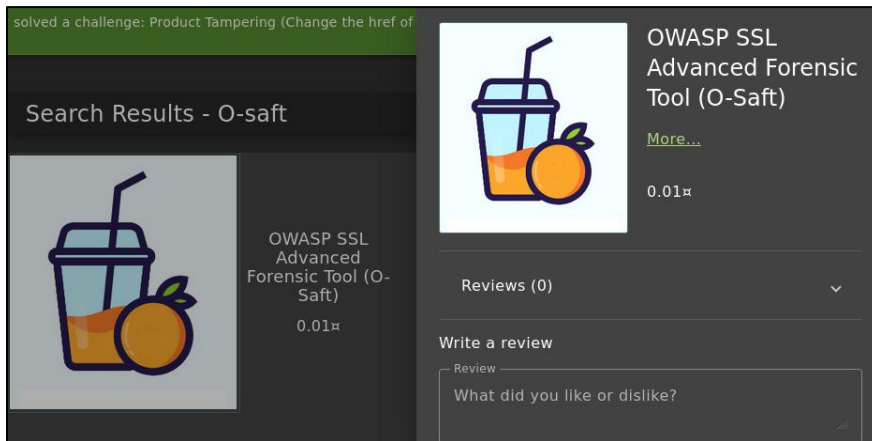 solved a challenge: Product Tampering (Change the href of
Search Results - O-saft
OWASP SSL
Advanced
Forensic Tool (O-
Saft)
0.01¤
OWASP SSL
Advanced Forensic
Tool (O-Saft)
More...
0.01¤
Reviews (0)
Write a review
Review
What did you like or dislike?